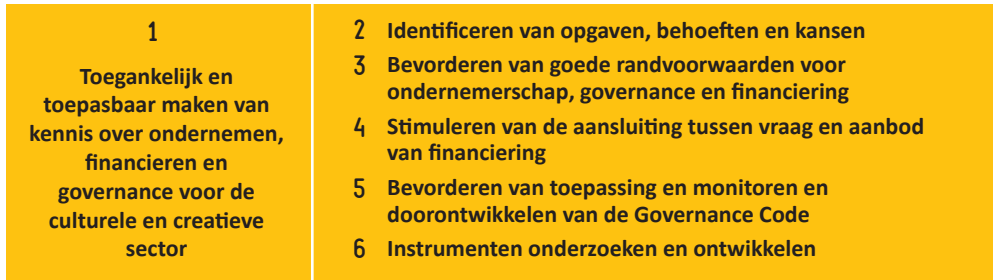 1
Toegankelijk en
toepasbaar maken van
kennis over ondernemen,
financieren en
governance voor de
culturele en creatieve
sector
2 Identificeren van opgaven, behoeften en kansen
3 Bevorderen van goede randvoorwaarden voor
ondernemerschap, governance en financiering
4 Stimuleren van de aansluiting tussen vraag en aanbod
van financiering
5 Bevorderen van toepassing en monitoren en
doorontwikkelen van de Governance Code
6 Instrumenten onderzoeken en ontwikkelen